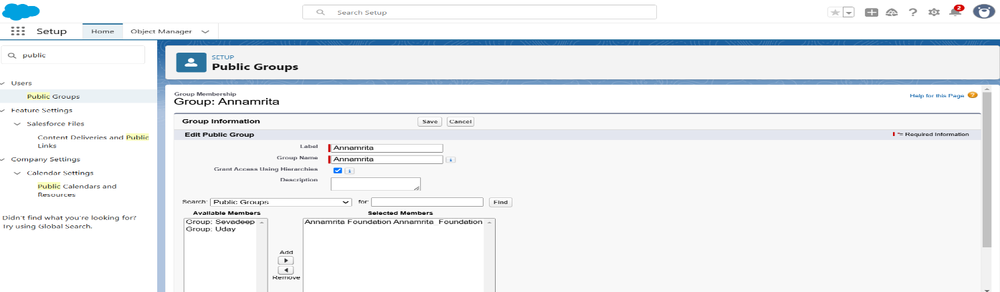 Search Setup
2
Setup
Home
Object Manager
public
Users
Public Groups
Feature Settings
Salesforce Files
Content Deliveries and Public
Links
Company Settings
Calendar Settings
Public Calendars and
Resources
Didn't find what you're looking for?
Try using Global Search.
SETUP
Public Groups
Group Membership
Group: Annamrita
Help for this Page ?
Group Information
Save
Cancel
Edit Public Group
= Required Information
Label
Annamrita
Group Name
Annamrita
i
Grant Access Using Hierarchies
i
Description
Search: Public Groups for: Find
Available Members
Selected Members
Group: Sevadeep
Group: Uday
Annamrita Foundation Annamrita_Foundation
Add
Remove